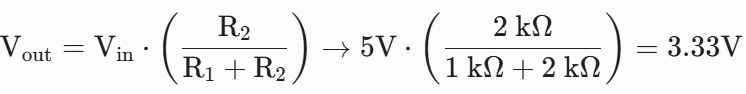 V_out = V_in · (R_2 / (R_1 + R_2)) → 5V · (2 kΩ / (1 kΩ + 2 kΩ)) = 3.33V